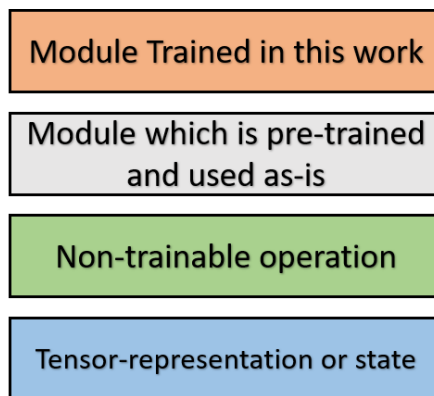 Module Trained in this work
Module which is pre-trained
and used as-is
Non-trainable operation
Tensor-representation or state